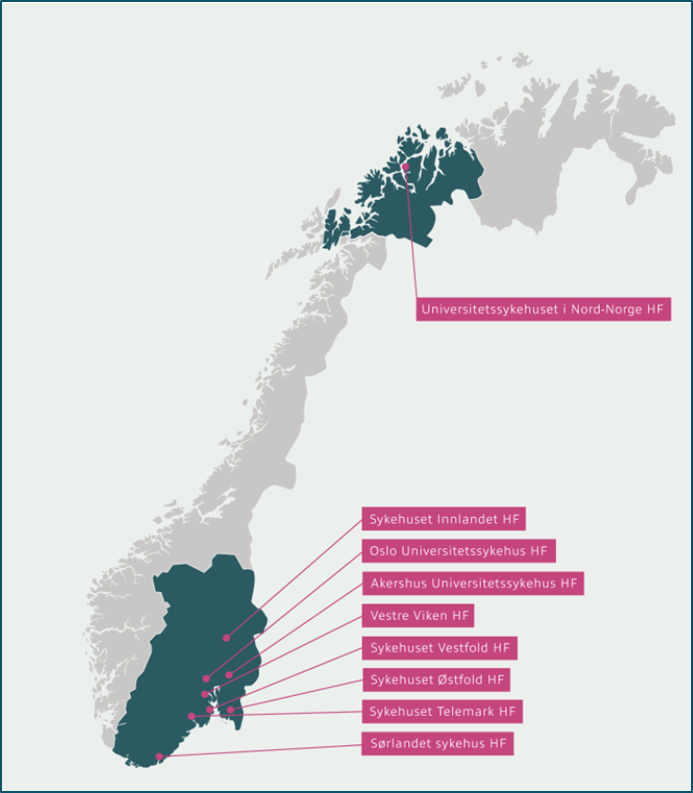 Universitetssykehuset i Nord-Norge HF
Sykehuset Innlandet HF
Oslo Universitetssykehus HF
Akershus Universitetssykehus HF
Vestre Viken HF
Sykehuset Vestfold HF
Sykehuset Østfold HF
Sykehuset Telemark HF
Sørlandet sykehus HF